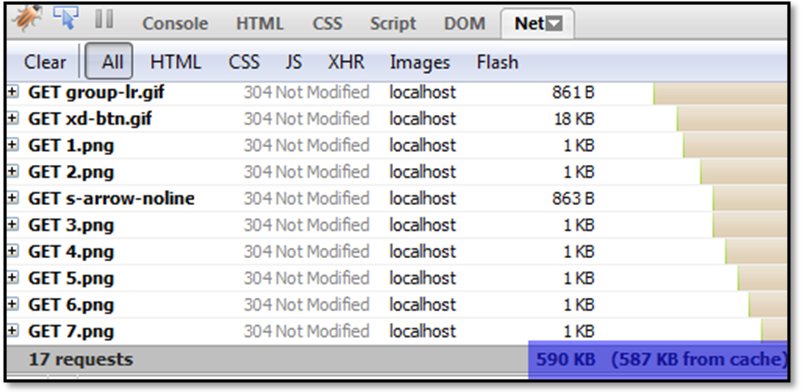 Console HTML CSS Script DOM Net
Clear All HTML CSS JS XHR Images Flash
GET group-lr.gif 304 Not Modified localhost 861 B
GET xd-btn.gif 304 Not Modified localhost 18 KB
GET 1.png 304 Not Modified localhost 1 KB
GET 2.png 304 Not Modified localhost 1 KB
GET s-arrow-noline 304 Not Modified localhost 863 B
GET 3.png 304 Not Modified localhost 1 KB
GET 4.png 304 Not Modified localhost 1 KB
GET 5.png 304 Not Modified localhost 1 KB
GET 6.png 304 Not Modified localhost 1 KB
GET 7.png 304 Not Modified localhost 1 KB
17 requests 590 KB (587 KB from cache)